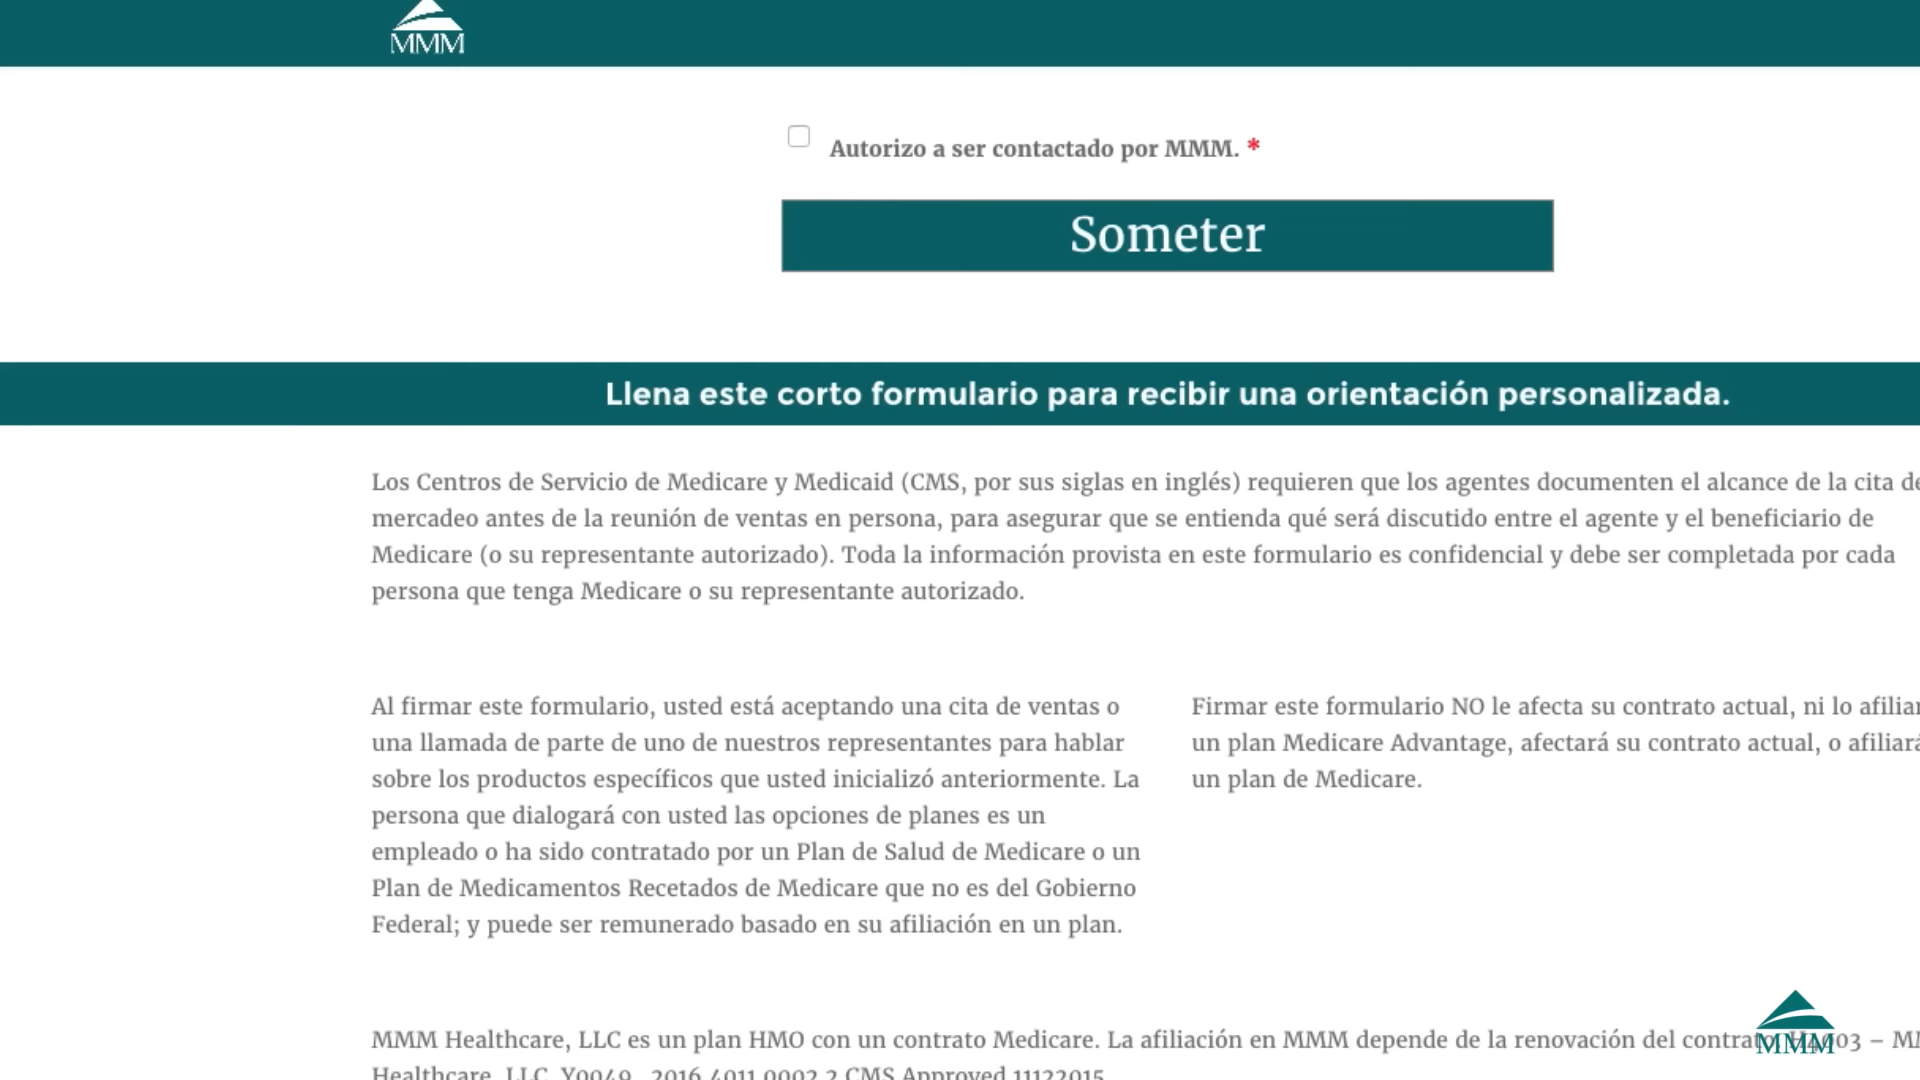 MMM
Autorizo a ser contactado por MMM. *
Someter
Llena este corto formulario para recibir una orientación personalizada.
Los Centros de Servicio de Medicare y Medicaid (CMS, por sus siglas en inglés) requieren que los agentes documenten el alcance de la cita de
mercadeo antes de la reunión de ventas en persona, para asegurar que se entienda qué será discutido entre el agente y el beneficiario de
Medicare (o su representante autorizado). Toda la información provista en este formulario es confidencial y debe ser completada por cada
persona que tenga Medicare o su representante autorizado.
Al firmar este formulario, usted está aceptando una cita de ventas o
una llamada de parte de uno de nuestros representantes para hablar
sobre los productos específicos que usted inicializó anteriormente. La
persona que dialogará con usted las opciones de planes es un
empleado o ha sido contratado por un Plan de Salud de Medicare o un
Plan de Medicamentos Recetados de Medicare que no es del Gobierno
Federal; y puede ser remunerado basado en su afiliación en un plan.
Firmar este formulario NO le afecta su contrato actual, ni lo
un plan Medicare Advantage, afectará su contrato actual, o
un plan de Medicare.
MMM Healthcare, LLC es un plan HMO con un contrato Medicare. La afiliación en MMM depende de la renovación del
Healthcare, LLC. Y0049_2016 4011 0002 2 CMS Approved 11122015
MMM